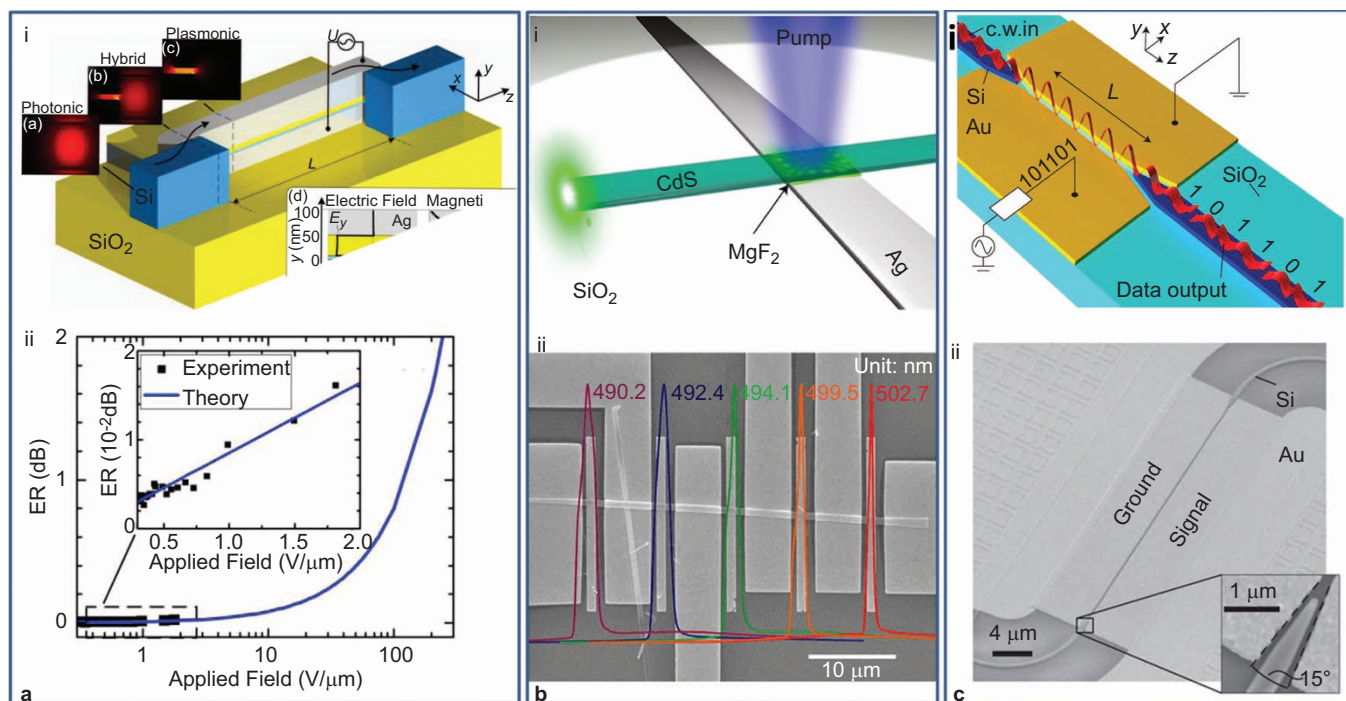 i
Plasmonic
(c)
Hybrid
(b)
Photonic
(a)
U
x
y
z
L
Si
SiO2
(d) Electric Field Magneti
100
50
0
y (nm)
Ey
Ag
ii
2
1
0
ER (dB)
1 10 100
Applied Field (V/μm)
Experiment
Theory
2
1
0
ER (10-2dB)
0.5 1.0 1.5 2.0
Applied Field (V/μm)
a
i
Pump
CdS
MgF2
Ag
SiO2
ii
Unit: nm
490.2 492.4 494.1 499.5 502.7
10 μm
b
i
c.w.in
y
x
z
Si
Au
L
101101
SiO2
1 0 1 1 0 1
Data output
ii
Si
Au
Ground
Signal
1 μm
4 μm
15°
c